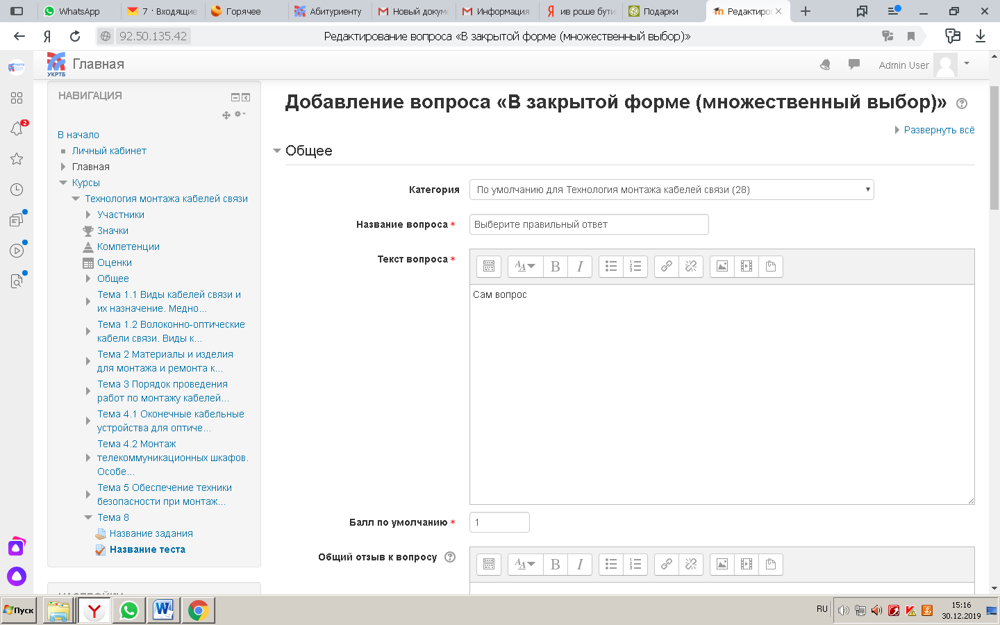 WhatsApp
7 · Входящие
Горячее
Абитуриенту
Новый докум
Информация
ив роше бути
Подарки
Редактиро
Я
92.50.135.42
Редактирование вопроса «В закрытой форме (множественный выбор)»
УКРТБ
Главная
Admin User
2
НАВИГАЦИЯ
В начало
Личный кабинет
Главная
Курсы
Технология монтажа кабелей связи
Участники
Значки
Компетенции
Оценки
Общее
Тема 1.1 Виды кабелей связи и
их назначение. Медно...
Тема 1.2 Волоконно-оптические
кабели связи. Виды к...
Тема 2 Материалы и изделия
для монтажа и ремонта к...
Тема 3 Порядок проведения
работ по монтажу кабелей...
Тема 4.1 Оконечные кабельные
устройства для оптиче...
Тема 4.2 Монтаж
телекоммуникационных шкафов.
Особе...
Тема 5 Обеспечение техники
безопасности при монтаж...
Тема 8
Название задания
Название теста
НАСТРОЙКИ
Добавление вопроса «В закрытой форме (множественный выбор)»
Развернуть всё
Общее
Категория
По умолчанию для Технология монтажа кабелей связи (28)
Название вопроса *
Выберите правильный ответ
Текст вопроса *
B I
Сам вопрос
Балл по умолчанию *
1
Общий отзыв к вопросу
B I
Пуск
RU
15:16
30.12.2019